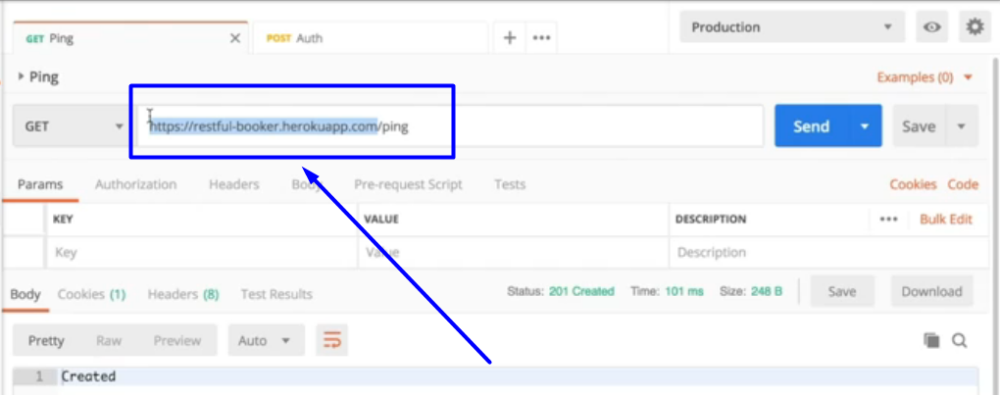 GET Ping
POST Auth
Production
Ping
Examples (0)
GET
https://restful-booker.herokuapp.com/ping
Send
Save
Params Authorization Headers Body Pre-request Script Tests Cookies Code
KEY VALUE DESCRIPTION Bulk Edit
Key Value Description
Body Cookies (1) Headers (8) Test Results Status: 201 Created Time: 101 ms Size: 248 B Save Download
Pretty Raw Preview Auto
1 Created